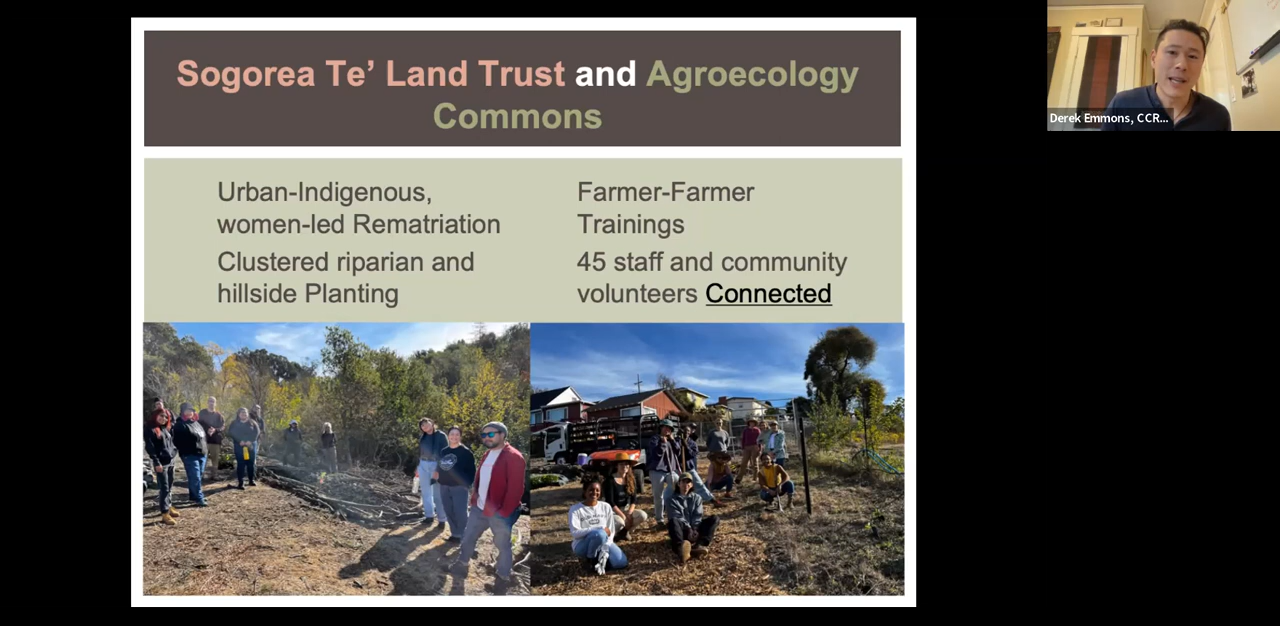 Sogorea Te’ Land Trust and Agroecology
Commons
Urban-Indigenous,
women-led Rematriation
Clustered riparian and
hillside Planting
Farmer-Farmer
Trainings
45 staff and community
volunteers Connected
Derek Emmons, CCR...